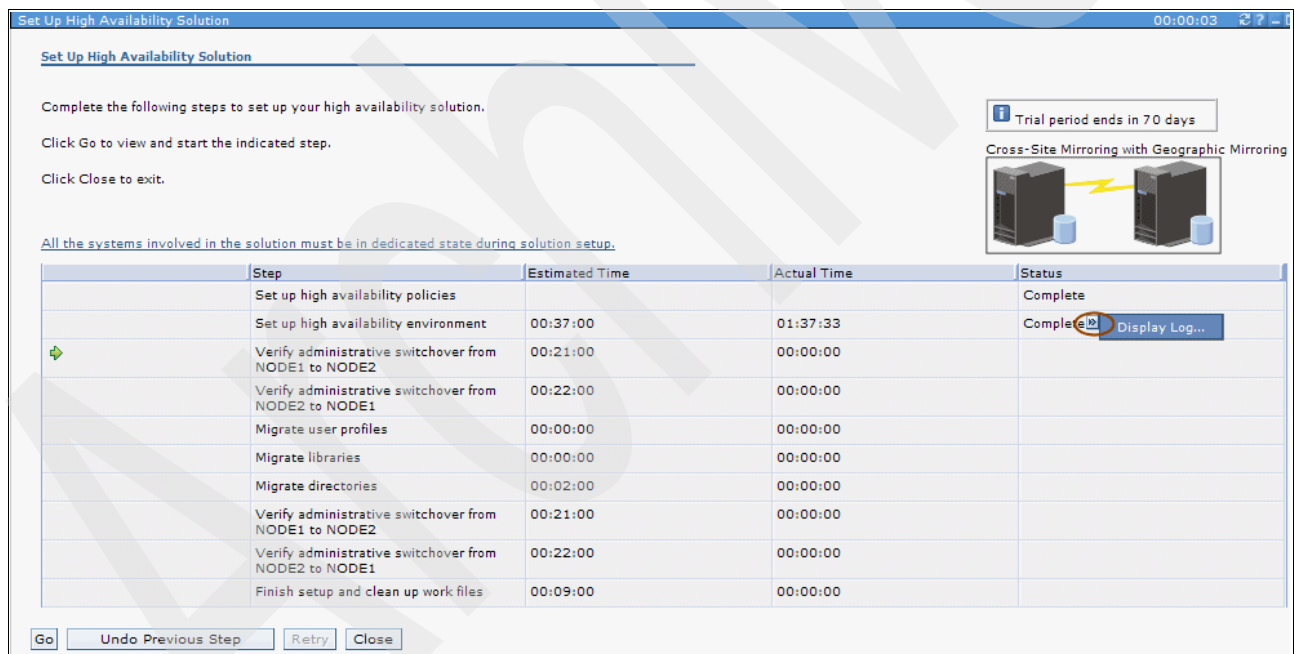 Set Up High Availability Solution 00:00:03 ? –
Set Up High Availability Solution
Complete the following steps to set up your high availability solution.
Click Go to view and start the indicated step.
Click Close to exit.
Trial period ends in 70 days
Cross-Site Mirroring with Geographic Mirroring
All the systems involved in the solution must be in dedicated state during solution setup.
Step Estimated Time Actual Time Status
Set up high availability policies Complete
Set up high availability environment 00:37:00 01:37:33 Complete Display Log...
Verify administrative switchover from 00:21:00 00:00:00
NODE1 to NODE2
Verify administrative switchover from 00:22:00 00:00:00
NODE2 to NODE1
Migrate user profiles 00:00:00 00:00:00
Migrate libraries 00:00:00 00:00:00
Migrate directories 00:02:00 00:00:00
Verify administrative switchover from 00:21:00 00:00:00
NODE1 to NODE2
Verify administrative switchover from 00:22:00 00:00:00
NODE2 to NODE1
Finish setup and clean up work files 00:09:00 00:00:00
Go Undo Previous Step Retry Close